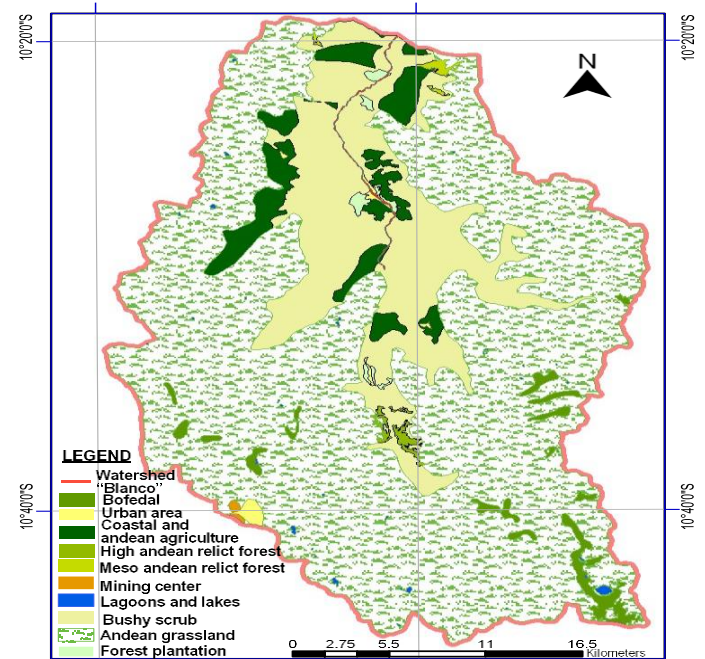 10°20'0"S
10°20'0"S
N
LEGEND
Watershed
“Blanco”
Bofedal
Urban area
Coastal and
andean agriculture
High andean relict forest
Meso andean relict forest
Mining center
Lagoons and lakes
Bushy scrub
Andean grassland
Forest plantation
10°40'0"S
10°40'0"S
0 2.75 5.5 11 16.5
Kilometers